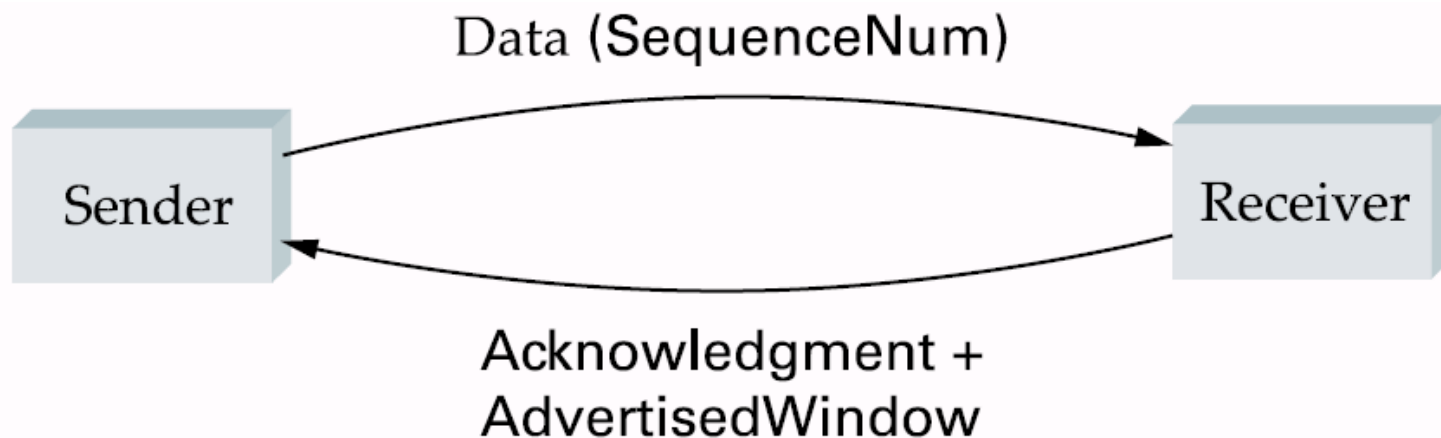 Data (SequenceNum)
Sender
Receiver
Acknowledgment +
AdvertisedWindow